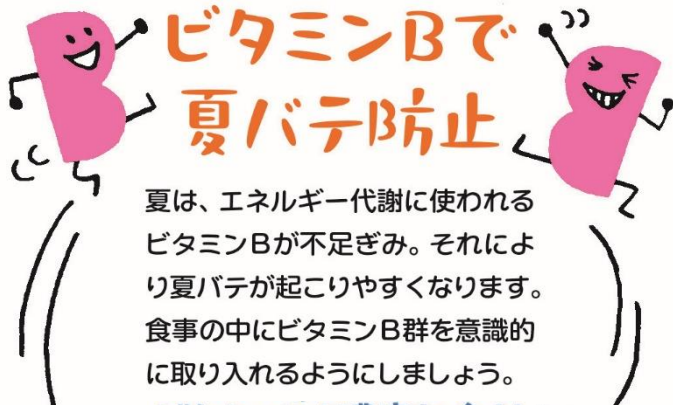 ビタミンBで
夏バテ防止
夏は、エネルギー代謝に使われる
ビタミンBが不足ぎみ。それによ
り夏バテが起こりやすくなります。
食事の中にビタミンB群を意識的
に取り入れるようにしましょう。